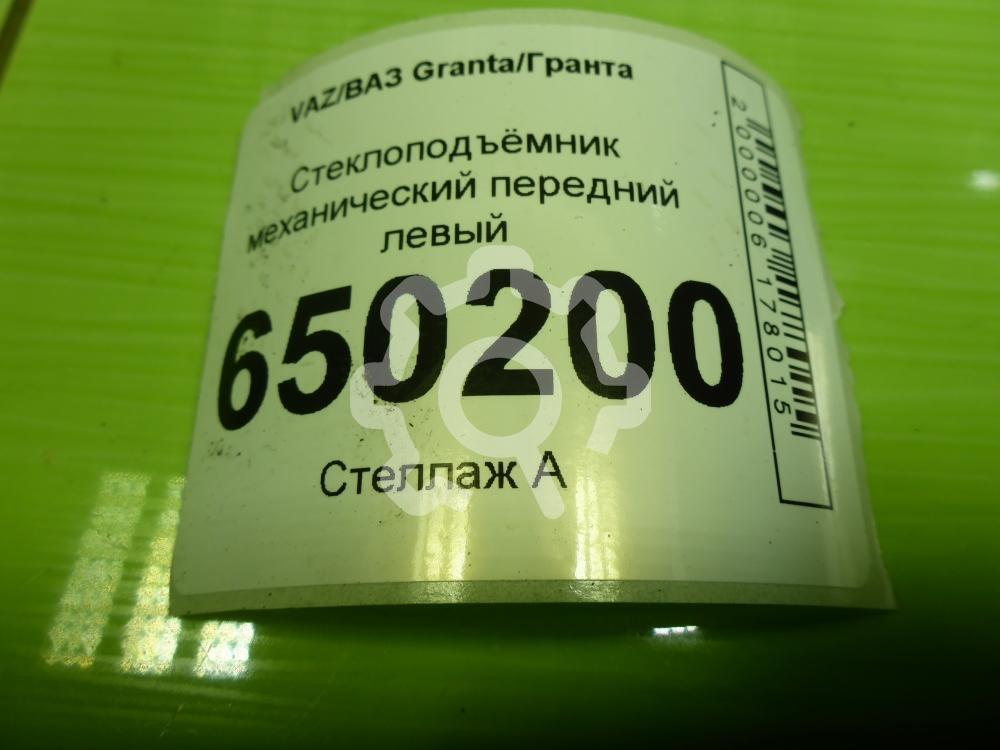 VAZ/ВАЗ Granta/Гранта
Стеклоподъёмник
механический передний
левый
650200
Стеллаж А
2000006178015